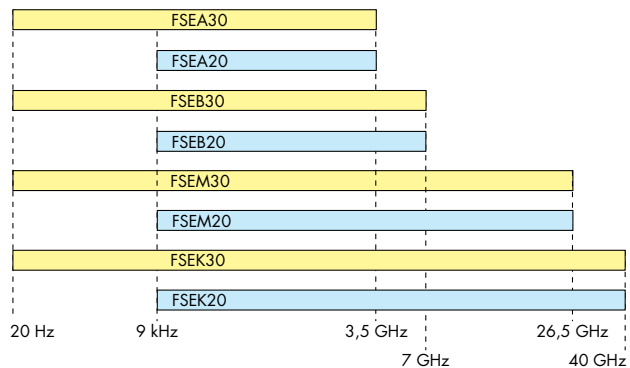 FSEA30
FSEA20
FSEB30
FSEB20
FSEM30
FSEM20
FSEK30
FSEK20
20 Hz 9 kHz 3,5 GHz 26,5 GHz
7 GHz 40 GHz